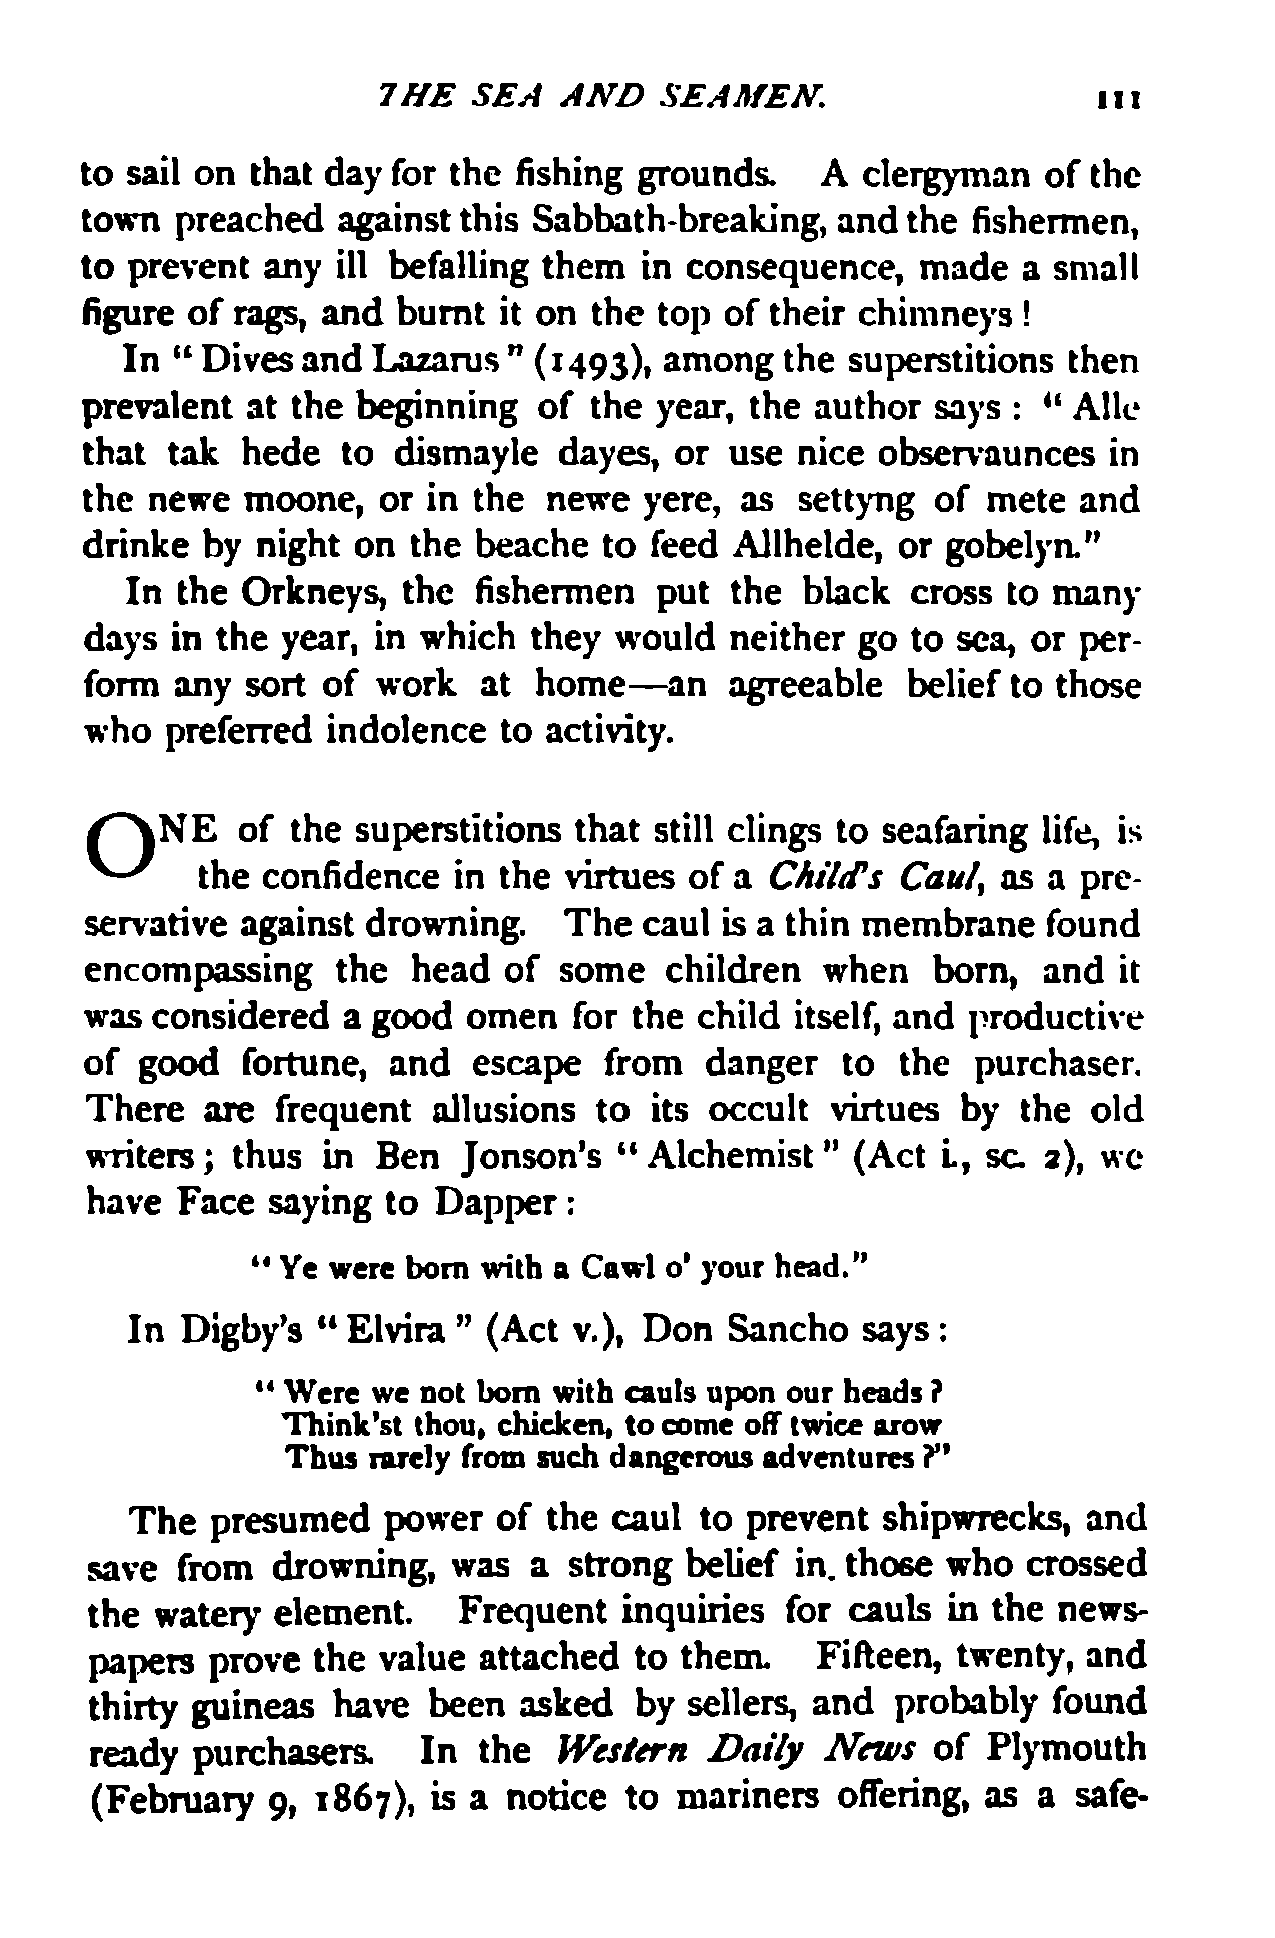 THE SEA AND SEAMEN. 111
to sail on that day for the fishing grounds. A clergyman of the
town preached against this Sabbath-breaking, and the fishermen,
to prevent any ill befalling them in consequence, made a small
figure of rags, and burnt it on the top of their chimneys !
In " Dives and Lazarus " (1493), among the superstitions then
prevalent at the beginning of the year, the author says : " Alle
that tak hede to dismayle dayes, or use nice observaunces in
the newe moone, or in the newe yere, as settyng of mete and
drinke by night on the beache to feed Allhelde, or gobelyn."
In the Orkneys, the fishermen put the black cross to many
days in the year, in which they would neither go to sea, or per-
form any sort of work at home—an agreeable belief to those
who preferred indolence to activity.
ONE of the superstitions that still clings to seafaring life, is
the confidence in the virtues of a Child's Caul, as a pre-
servative against drowning. The caul is a thin membrane found
encompassing the head of some children when born, and it
was considered a good omen for the child itself, and productive
of good fortune, and escape from danger to the purchaser.
There are frequent allusions to its occult virtues by the old
writers ; thus in Ben Jonson's " Alchemist " (Act i., sc. 2), we
have Face saying to Dapper :
" Ye were born with a Cawl o' your head."
In Digby's " Elvira " (Act v.), Don Sancho says :
" Were we not born with cauls upon our heads ?
Think'st thou, chicken, to come off twice arow
Thus rarely from such dangerous adventures ?"
The presumed power of the caul to prevent shipwrecks, and
save from drowning, was a strong belief in. those who crossed
the watery element. Frequent inquiries for cauls in the news-
papers prove the value attached to them. Fifteen, twenty, and
thirty guineas have been asked by sellers, and probably found
ready purchasers. In the Western Daily News of Plymouth
(February 9, 1867), is a notice to mariners offering, as a safe-